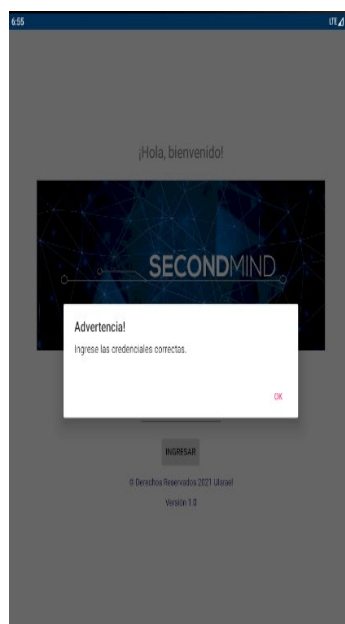 6:55
LTE
¡Hola, bienvenido!
SECONDMIND
Advertencia!
Ingrese las credenciales correctas.
OK
INGRESAR
© Derechos Reservados 2021 Uisrael
Versión 1.0